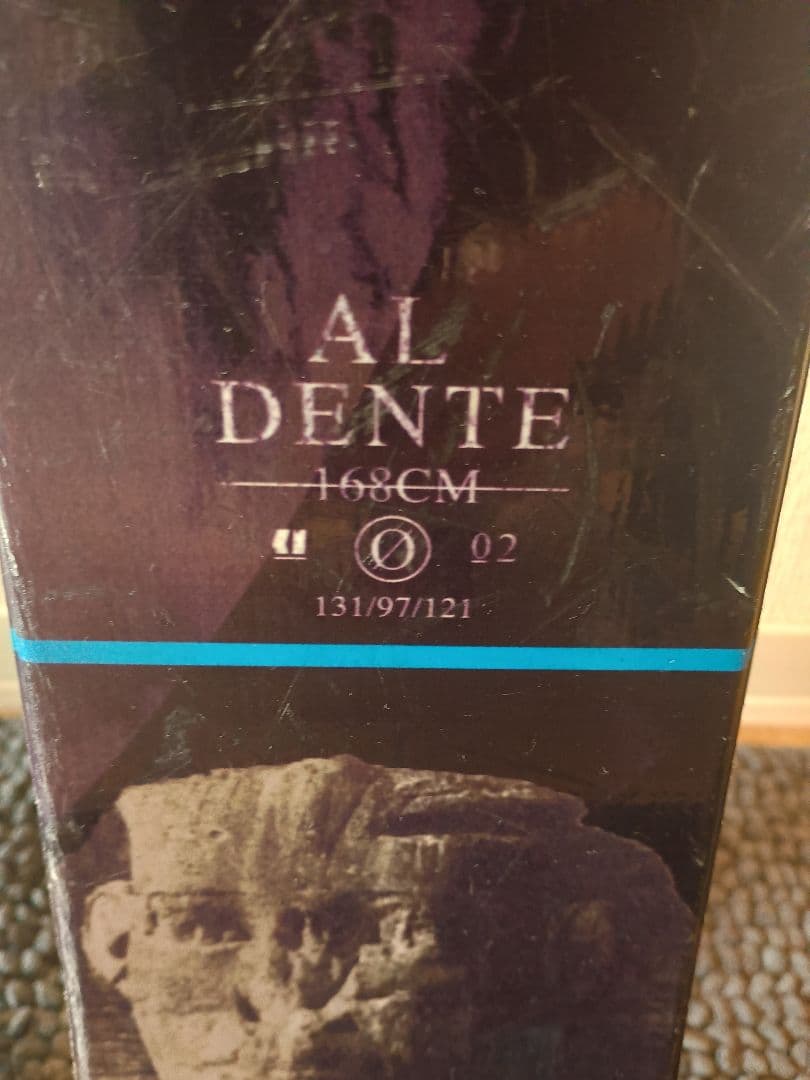 AL
DENTE
168CM
Ø 02
131/97/121